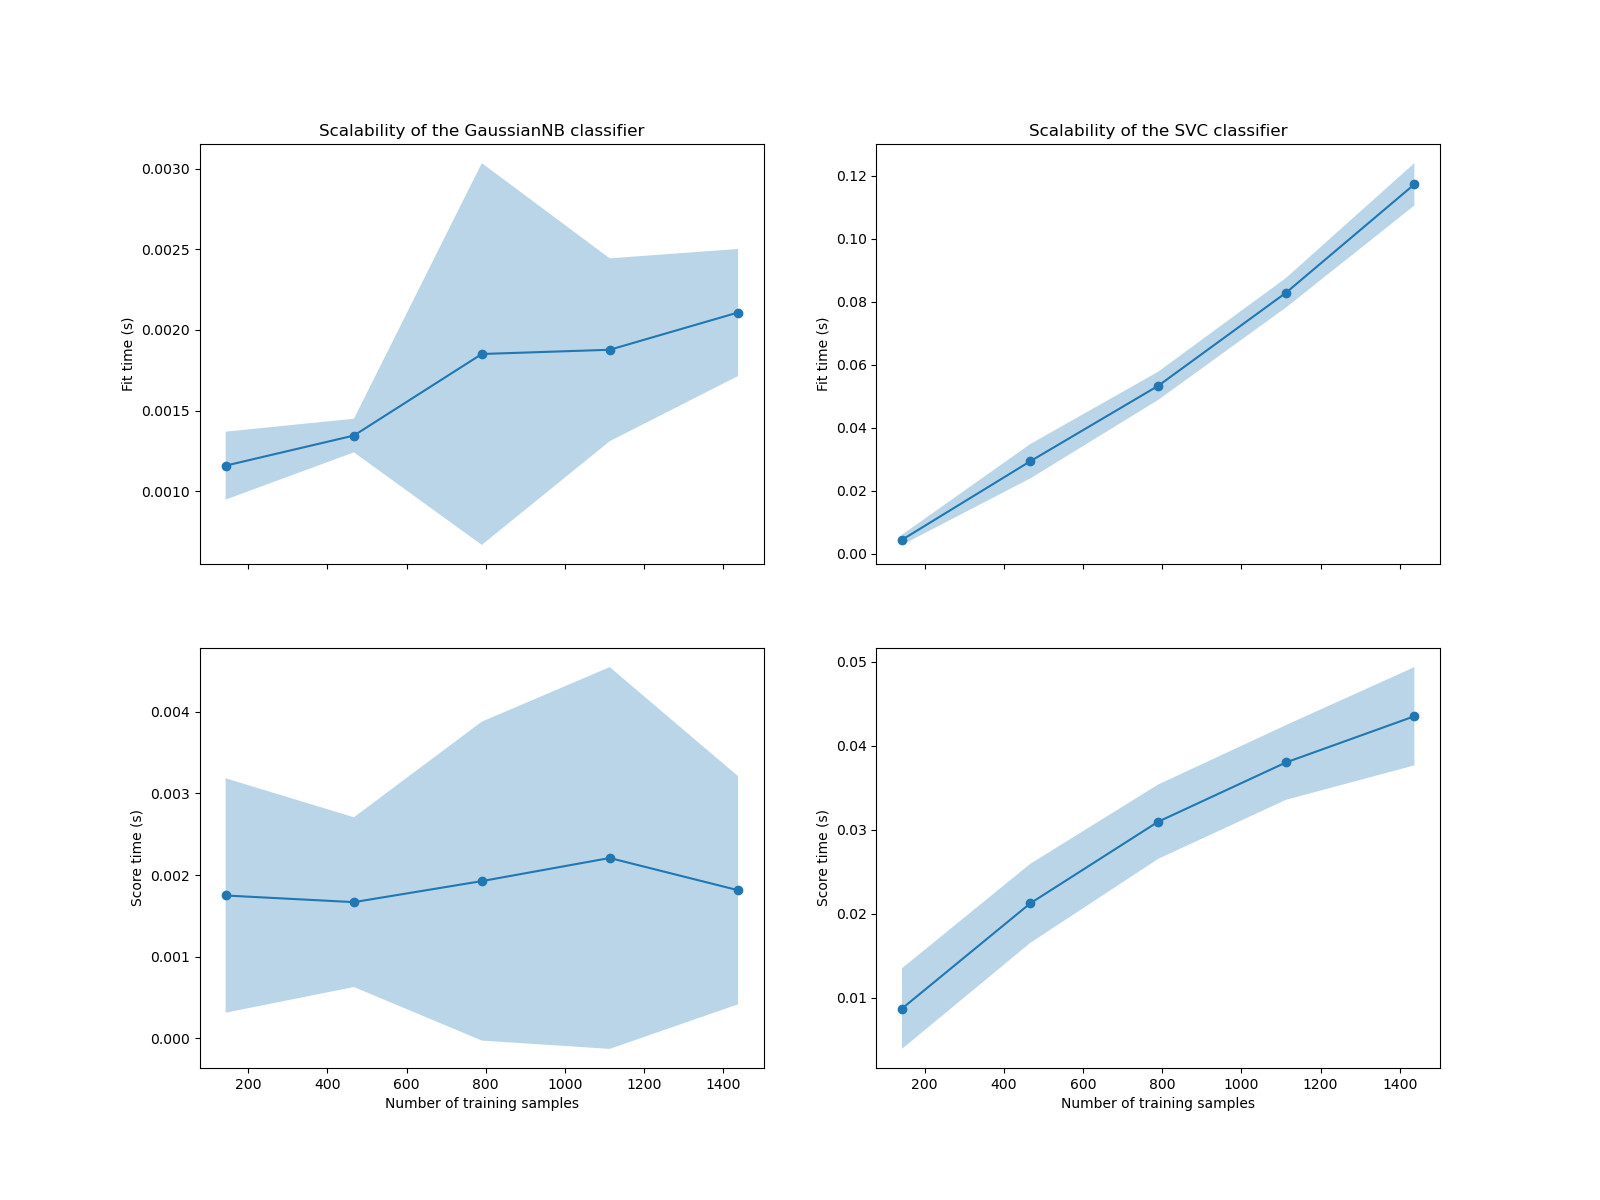 Scalability of the GaussianNB classifier
0.0030
0.0025
0.0020
0.0015
0.0010
Fit time (s)
Scalability of the SVC classifier
0.12
0.10
0.08
0.06
0.04
0.02
0.00
Fit time (s)
0.004
0.003
0.002
0.001
0.000
Score time (s)
200 400 600 800 1000 1200 1400
Number of training samples
0.05
0.04
0.03
0.02
0.01
Score time (s)
200 400 600 800 1000 1200 1400
Number of training samples